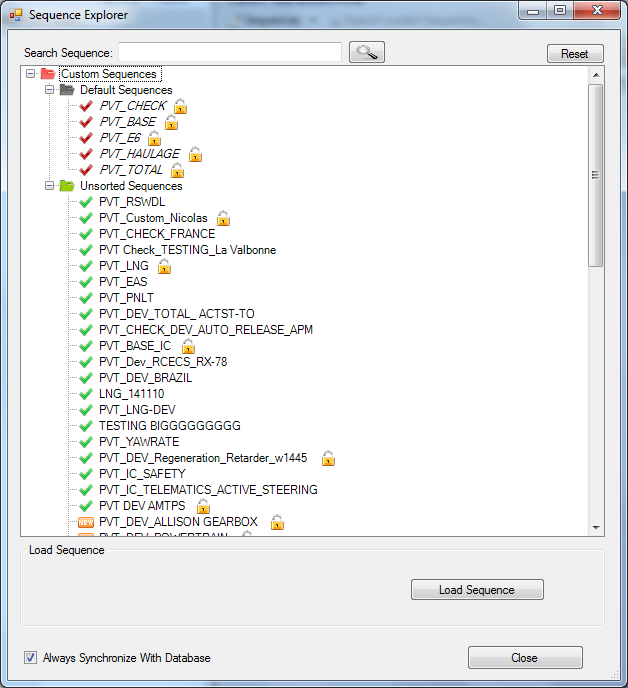 Sequence Explorer
Search Sequence:
Reset
Custom Sequences
Default Sequences
PVT_CHECK
PVT_BASE
PVT_E6
PVT_HAULAGE
PVT_TOTAL
Unsorted Sequences
PVT_RSWDL
PVT_Custom_Nicolas
PVT_CHECK_FRANCE
PVT Check_TESTING_La Valbonne
PVT_LNG
PVT_EAS
PVT_PNLT
PVT_DEV_TOTAL_ ACTST-TO
PVT_CHECK_DEV_AUTO_RELEASE_APM
PVT_BASE_IC
PVT_Dev_RCECS_RX-78
PVT_DEV_BRAZIL
LNG_141110
PVT_LNG-DEV
TESTING BIGGGGGGGGG
PVT_YAWRATE
PVT_DEV_Regeneration_Retarder_w1445
PVT_IC_SAFETY
PVT_IC_TELEMATICS_ACTIVE_STEERING
PVT DEV AMTPS
NEW PVT_DEV_ALLISON GEARBOX
PVT_DEV_POWERTRAIN
Load Sequence
Load Sequence
Always Synchronize With Database
Close